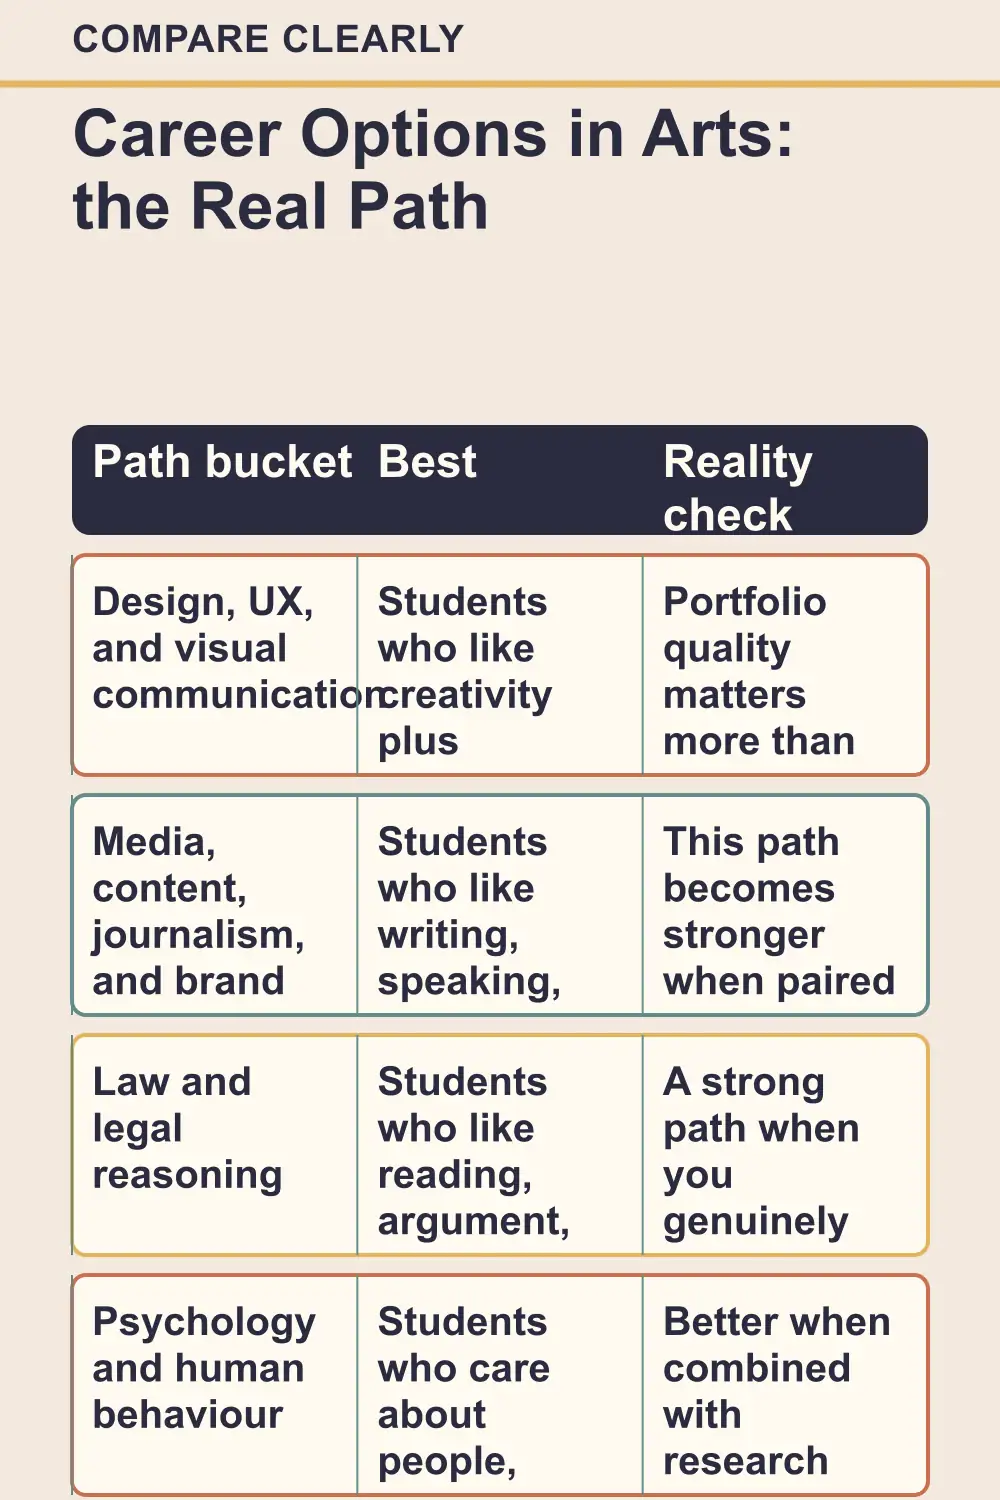 COMPARE CLEARLY
Career Options in Arts:
the Real Path
Path bucket Best Reality
check
Design, UX,
and visual
communication
Students
who like
creativity
plus
Portfolio
quality
matters
more than
Media,
content,
journalism,
and brand
Students
who like
writing,
speaking,
This path
becomes
stronger
when paired
Law and
legal
reasoning
Students
who like
reading,
argument,
A strong
path when
you
genuinely
Psychology
and human
behaviour
Students
who care
about
people,
Better when
combined
with
research